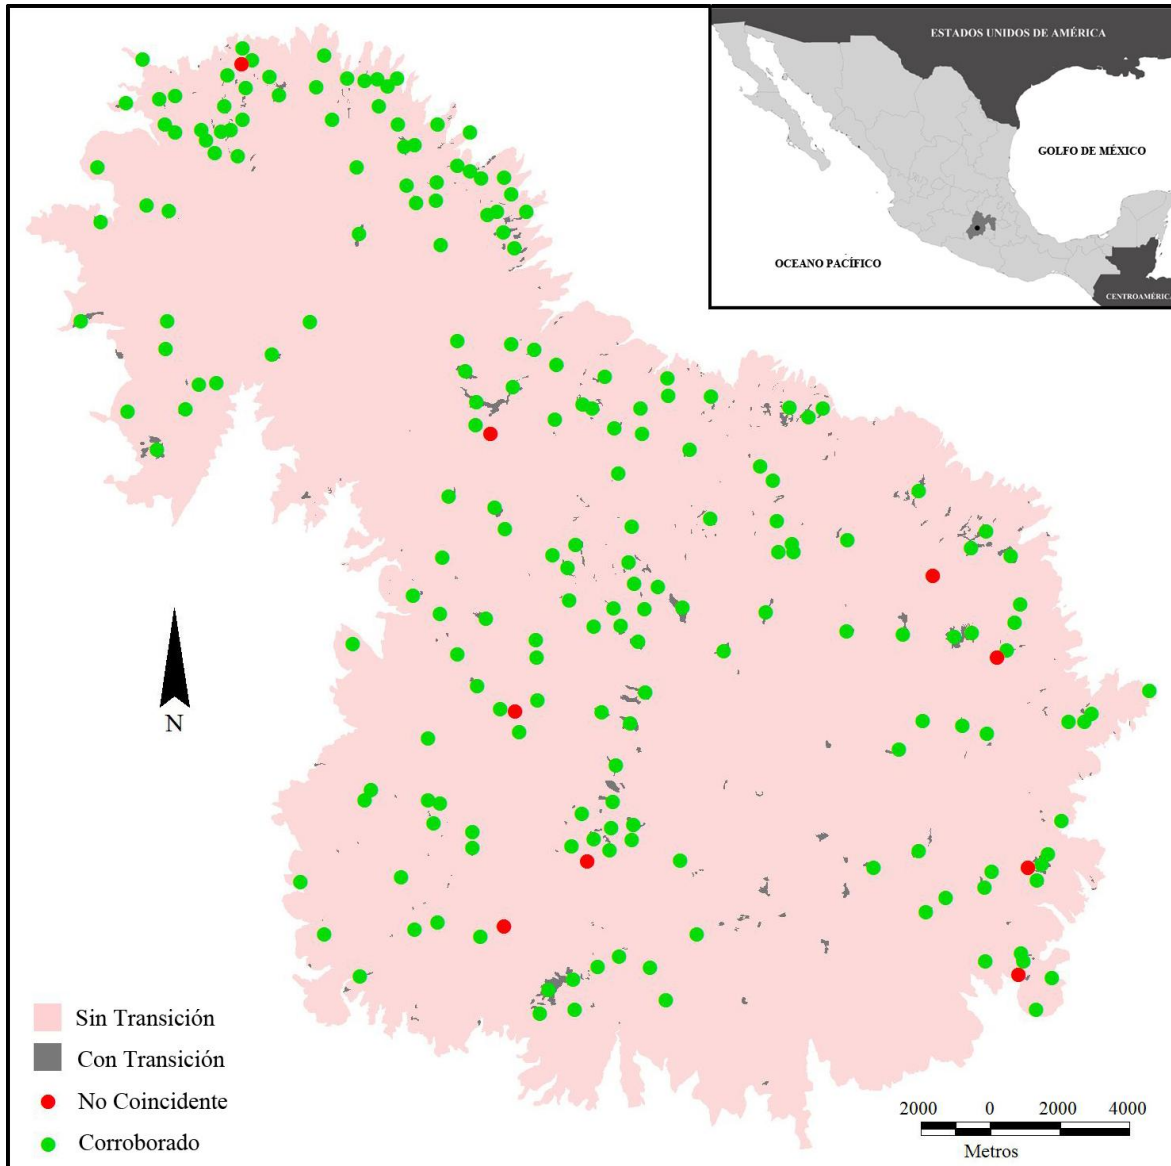 ESTADOS UNIDOS DE AMÉRICA
GOLFO DE MÉXICO
OCEANO PACÍFICO
CENTROAMÉRICA
N
Sin Transición
Con Transición
No Coincidente
Corroborado
2000 0 2000 4000
Metros